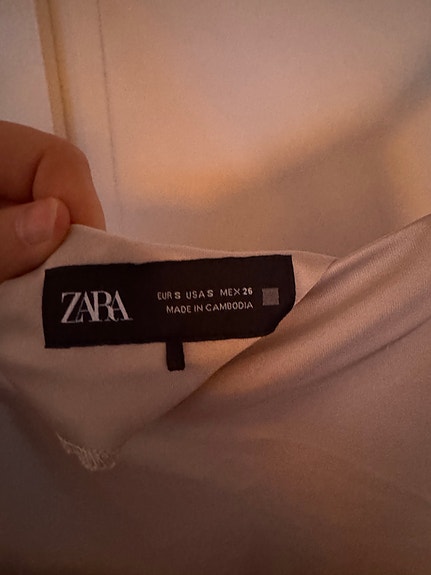 ZARA
EUR S USA S MEX 26
MADE IN CAMBODIA